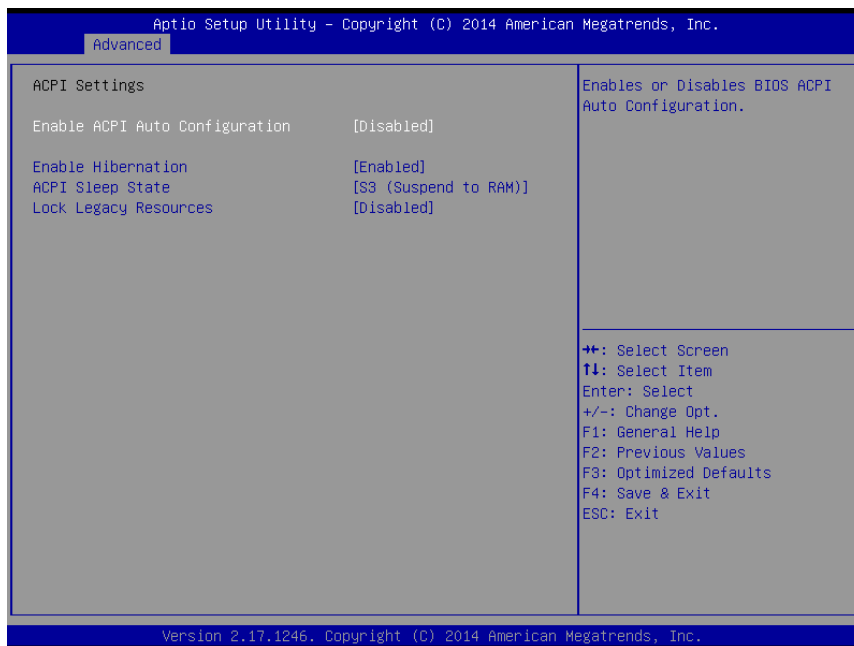 Aptio Setup Utility – Copyright (C) 2014 American Megatrends, Inc.
Advanced
ACPI Settings
Enable ACPI Auto Configuration [Disabled]
Enable Hibernation [Enabled]
ACPI Sleep State [S3 (Suspend to RAM)]
Lock Legacy Resources [Disabled]
Enables or Disables BIOS ACPI
Auto Configuration.
→←: Select Screen
↑↓: Select Item
Enter: Select
+/-: Change Opt.
F1: General Help
F2: Previous Values
F3: Optimized Defaults
F4: Save & Exit
ESC: Exit
Version 2.17.1246. Copyright (C) 2014 American Megatrends, Inc.